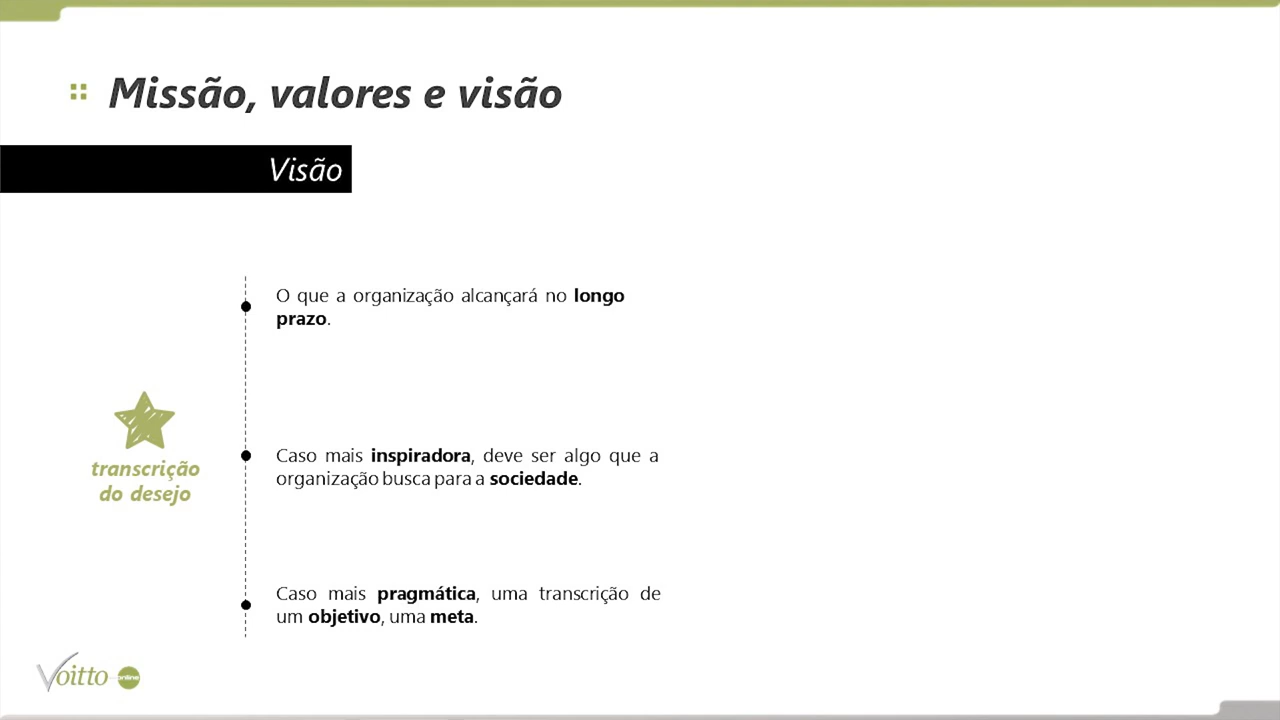 Missão, valores e visão
Visão
O que a organização alcançará no longo
prazo.
transcrição
do desejo
Caso mais inspiradora, deve ser algo que a
organização busca para a sociedade.
Caso mais pragmática, uma transcrição de
um objetivo, uma meta.
Voitto online